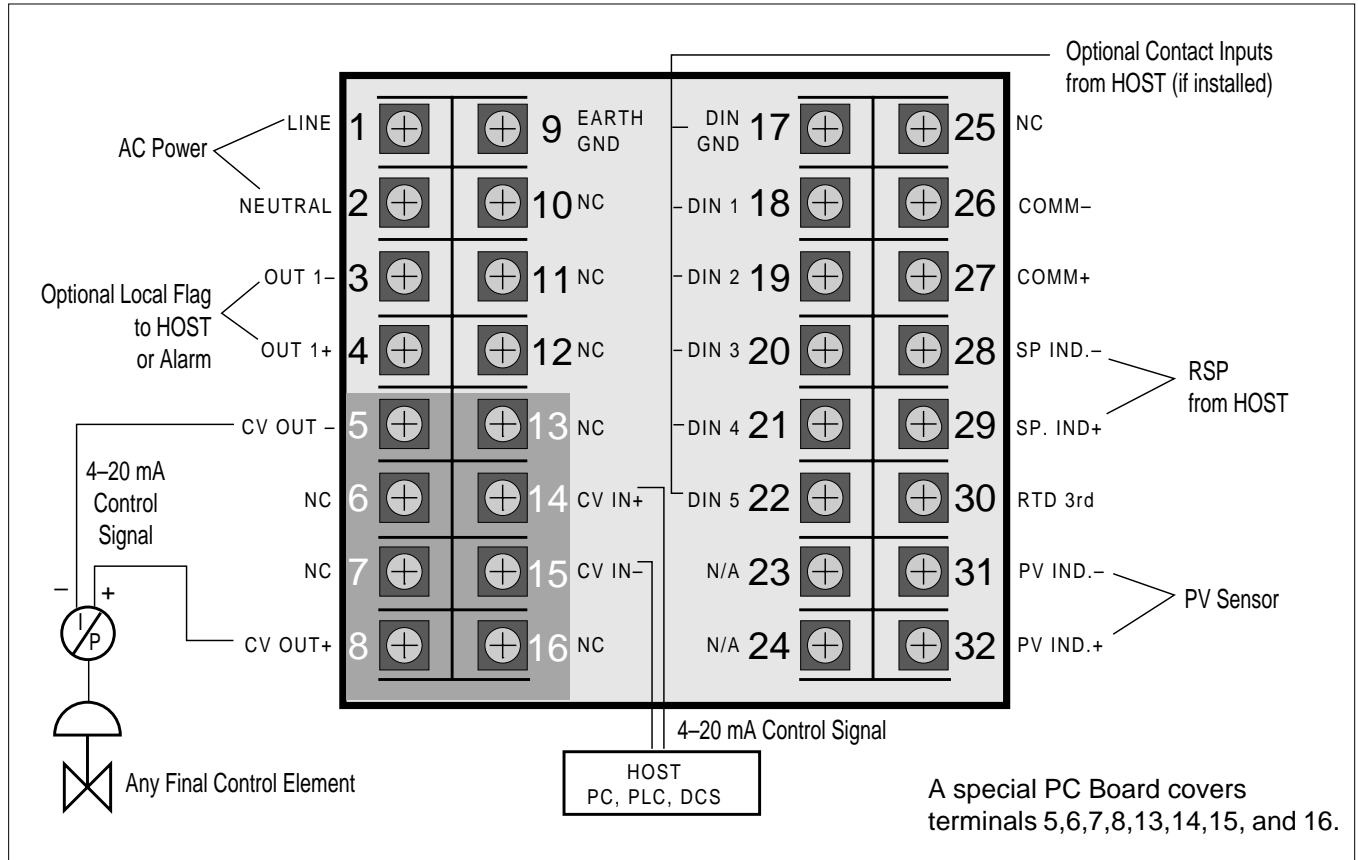 Optional Contact Inputs
from HOST (if installed)
AC Power
LINE 1
9 EARTH
GND
DIN
GND 17
25 NC
NEUTRAL 2
10 NC
DIN 1 18
26 COMM–
Optional Local Flag
to HOST
or Alarm
OUT 1– 3
11 NC
DIN 2 19
27 COMM+
OUT 1+ 4
12 NC
DIN 3 20
28 SP IND.–
RSP
from HOST
CV OUT – 5
13 NC
DIN 4 21
29 SP. IND+
4–20 mA
Control
Signal
NC 6
14 CV IN+
DIN 5 22
30 RTD 3rd
NC 7
15 CV IN–
N/A 23
31 PV IND.–
PV Sensor
– +
I/P
CV OUT+ 8
16 NC
N/A 24
32 PV IND.+
4–20 mA Control Signal
Any Final Control Element
HOST
PC, PLC, DCS
A special PC Board covers
terminals 5,6,7,8,13,14,15, and 16.